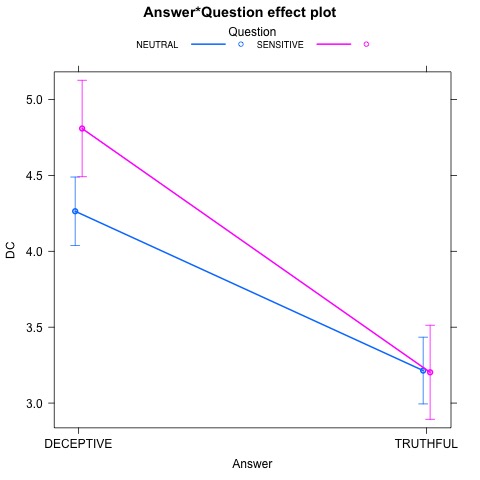 Answer*Question effect plot
Question
NEUTRAL SENSITIVE
5.0
4.5
4.0
3.5
3.0
DC
DECEPTIVE TRUTHFUL
Answer